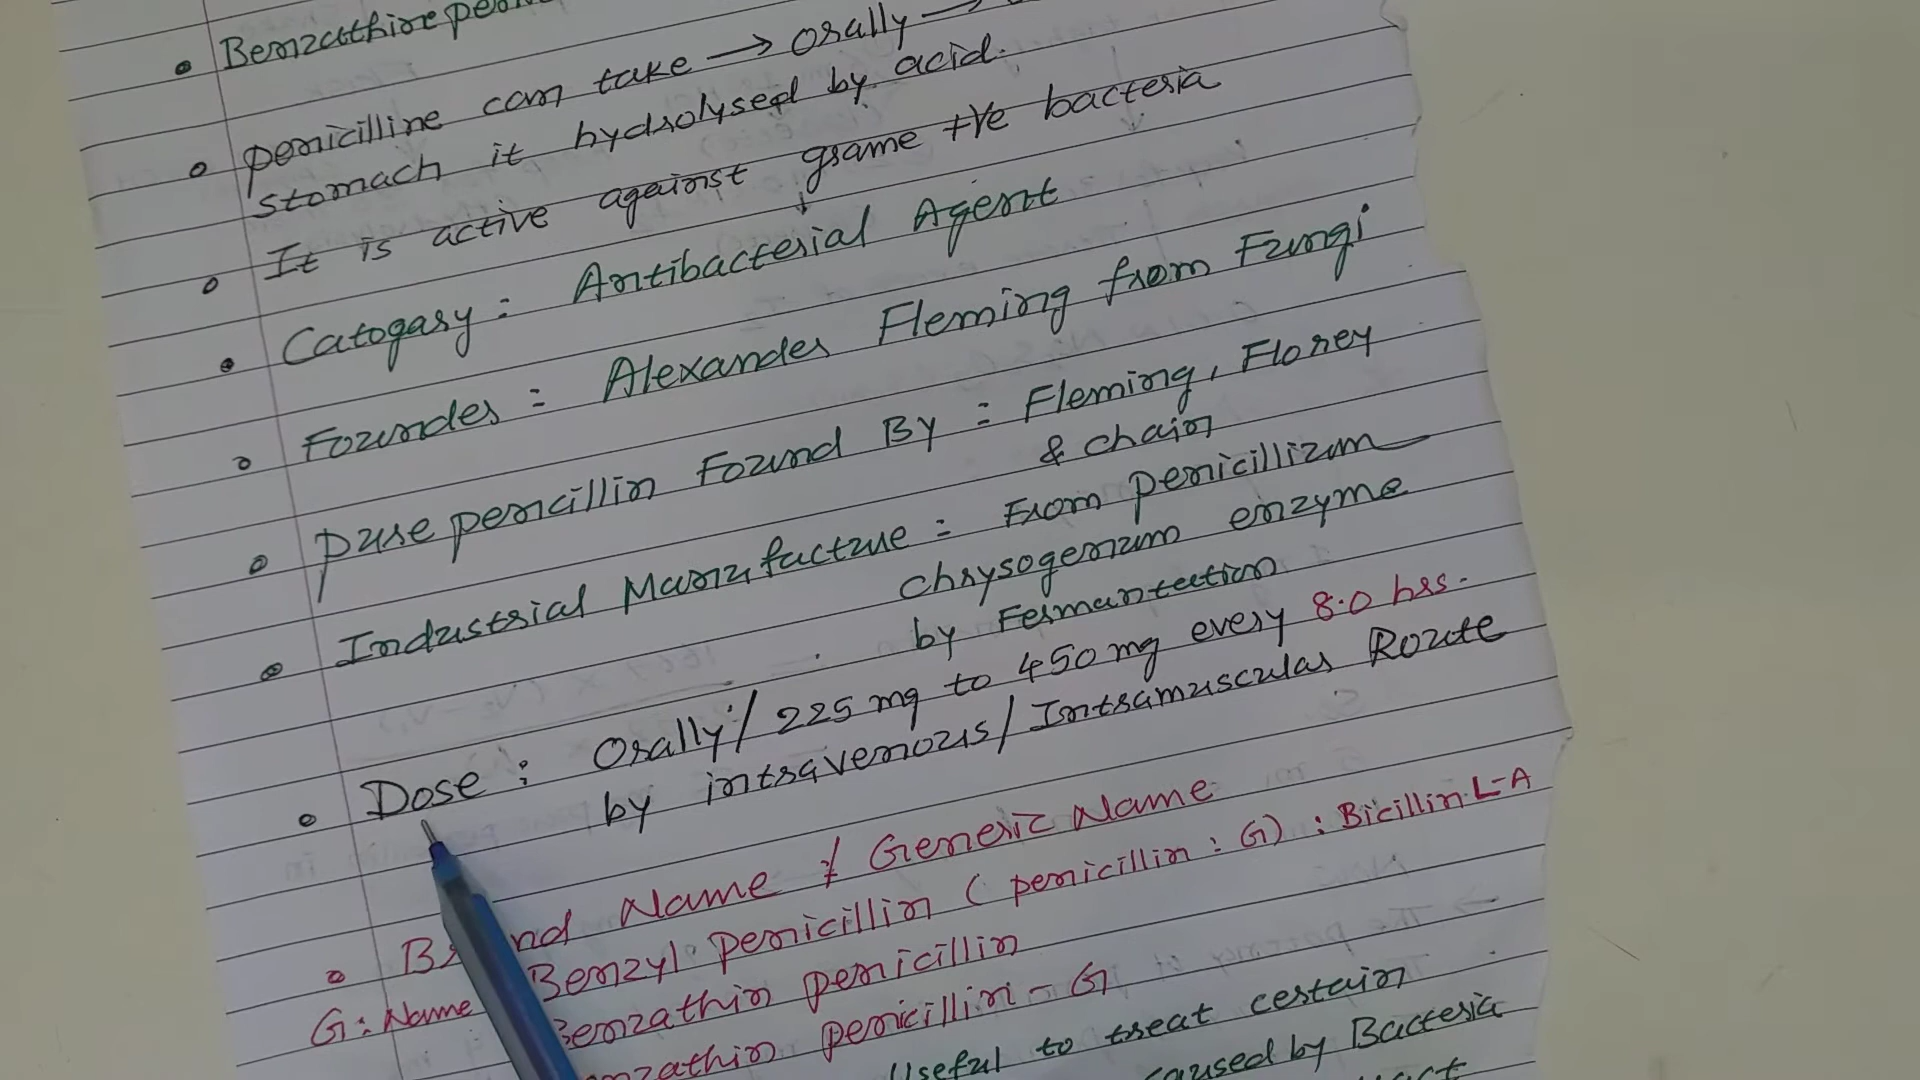 Benzathine
penicilline can take → orally →
stomach it hydrolysed by acid.
It is active against grame +ve bacteria
Catogary : Antibacterial Agent
Founder : Alexander Fleming from Fungi
Pure penicillin Found By : Fleming, Florey
& chain
Industrial Manufacture : From penicillium
chrysogenum enzyme
by Fermantation
Dose : Orally/ 225 mg to 450 mg every 8.0 hrs.
by intravenous/ Intramuscular Route
Name / Generic Name
Benzyl penicillin ( penicillin : G) : Bicillin L-A
G: Name
Benzathin penicillin
penicillin - G
Useful to treat certain
caused by Bacteria